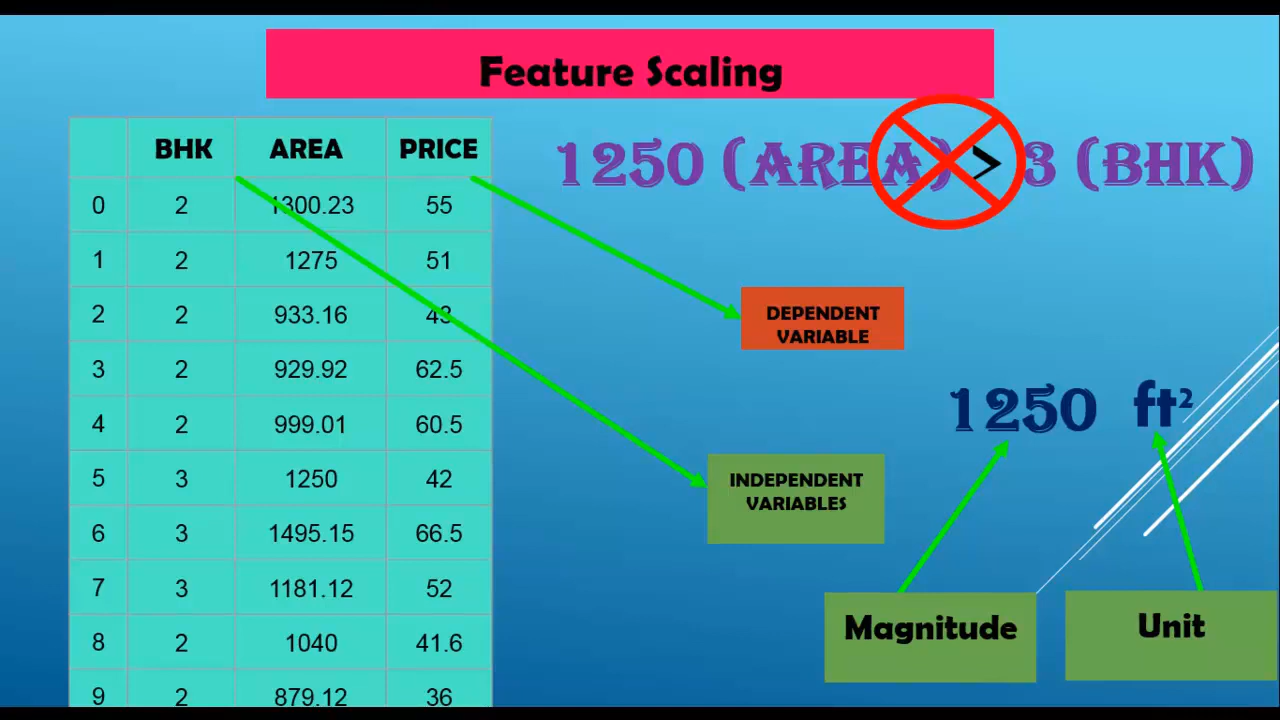 Feature Scaling
1250 (AREA) > 3 (BHK)
BHK AREA PRICE
0 2 1300.23 55
1 2 1275 51
2 2 933.16 43
3 2 929.92 62.5
4 2 999.01 60.5
5 3 1250 42
6 3 1495.15 66.5
7 3 1181.12 52
8 2 1040 41.6
9 2 879.12 36
DEPENDENT
VARIABLE
1250 ft²
INDEPENDENT
VARIABLES
Magnitude
Unit